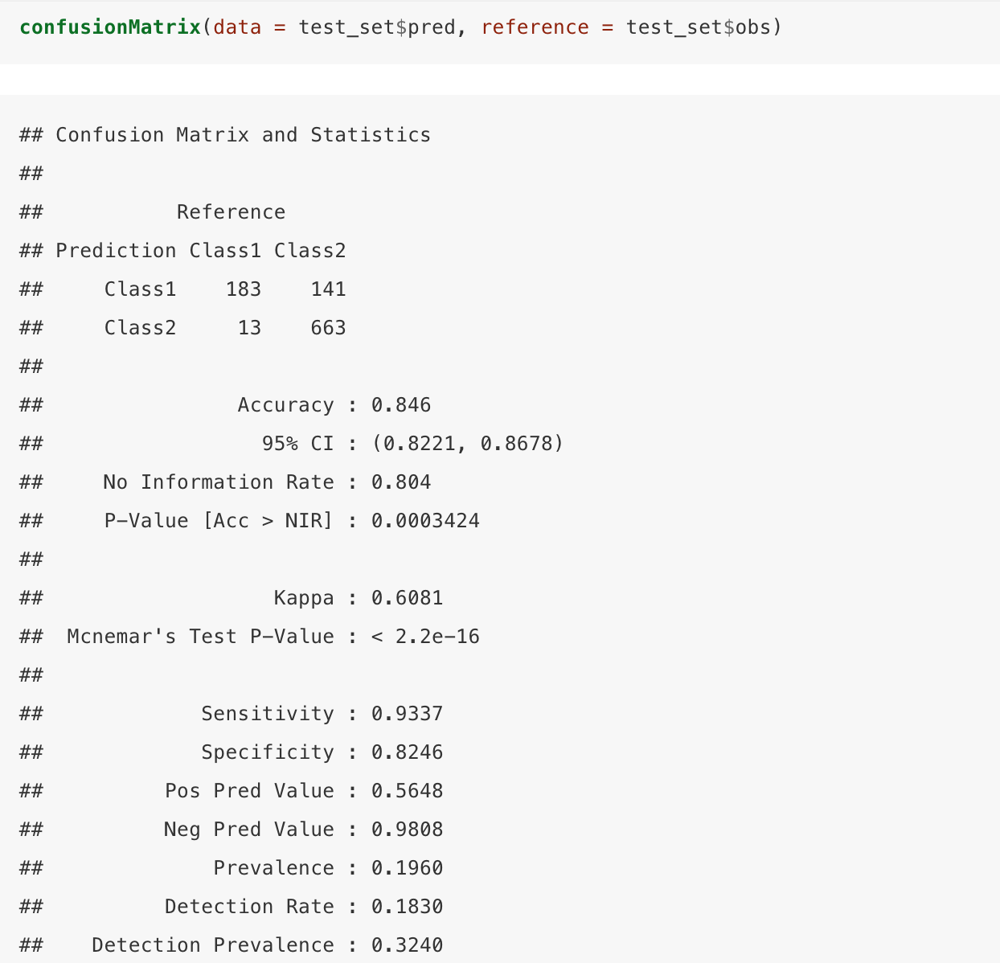 confusionMatrix(data = test_set$pred, reference = test_set$obs)
## Confusion Matrix and Statistics
##
##           Reference
## Prediction Class1 Class2
##     Class1    183    141
##     Class2     13    663
##
##                Accuracy : 0.846
##                  95% CI : (0.8221, 0.8678)
##     No Information Rate : 0.804
##     P-Value [Acc > NIR] : 0.0003424
##
##                   Kappa : 0.6081
##  Mcnemar's Test P-Value : < 2.2e-16
##
##             Sensitivity : 0.9337
##             Specificity : 0.8246
##          Pos Pred Value : 0.5648
##          Neg Pred Value : 0.9808
##              Prevalence : 0.1960
##          Detection Rate : 0.1830
##    Detection Prevalence : 0.3240